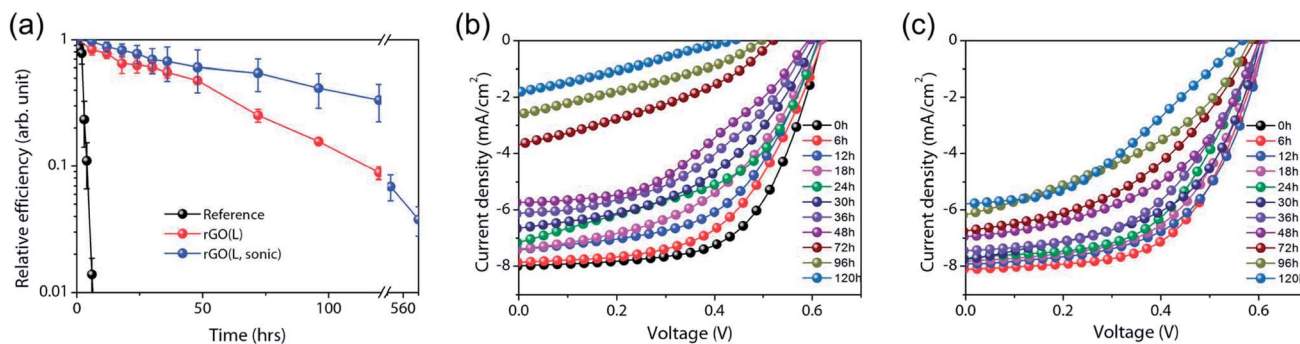 (a)
Relative efficiency (arb. unit)
1
0.1
0.01
Reference
rGO(L)
rGO(L, sonic)
0
50
100
560
Time (hrs)
(b)
Current density (mA/cm2)
0
-2
-4
-6
-8
0h
6h
12h
18h
24h
30h
36h
48h
72h
96h
120h
0.0
0.2
0.4
0.6
Voltage (V)
(c)
Current density (mA/cm2)
0
-2
-4
-6
-8
0h
6h
12h
18h
24h
30h
36h
48h
72h
96h
120
0.0
0.2
0.4
0.6
Voltage (V)